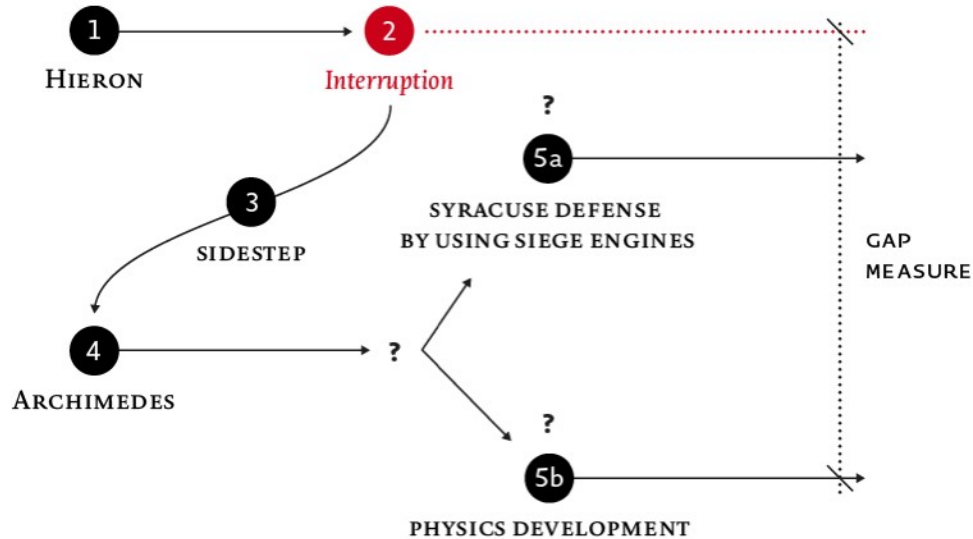 1
HIERON
2
Interruption
3
SIDESTEP
4
ARCHIMEDES
?
?
5a
SYRACUSE DEFENSE
BY USING SIEGE ENGINES
?
5b
PHYSICS DEVELOPMENT
GAP
MEASURE